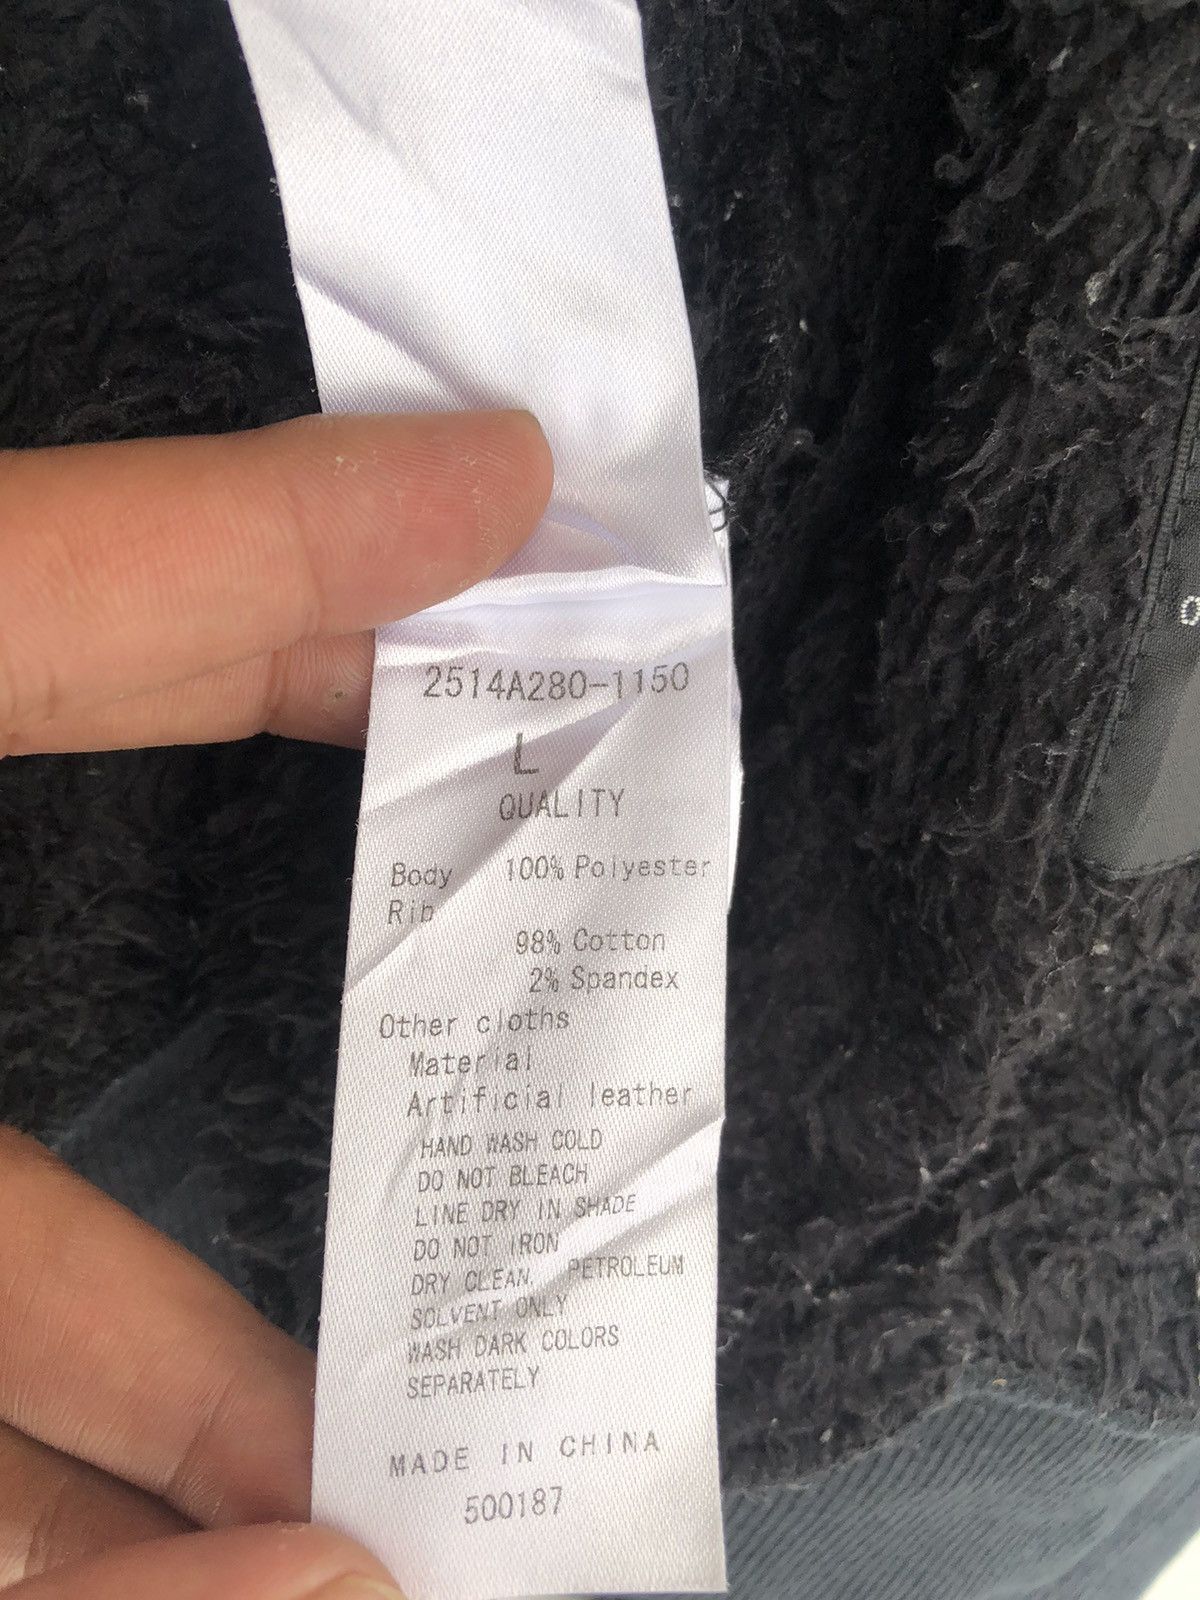 2514A280-1150
L
QUALITY
Body 100% Polyester
Rib
98% Cotton
2% Spandex
Other cloths
Material
Artificial leather
HAND WASH COLD
DO NOT BLEACH
LINE DRY IN SHADE
DO NOT IRON
DRY CLEAN, PETROLEUM
SOLVENT ONLY
WASH DARK COLORS
SEPARATELY
MADE IN CHINA
500187